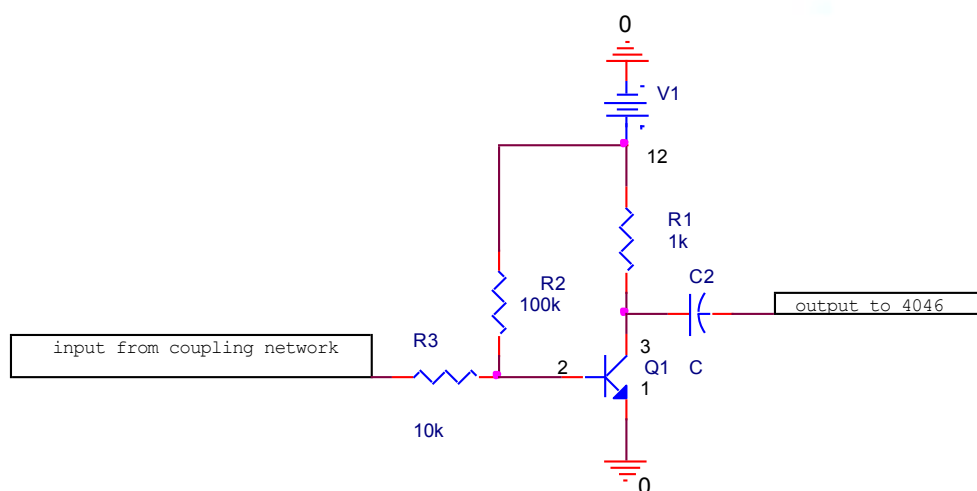 0
V1
12
R1
1k
C2
R2
100k
output to 4046
input from coupling network
R3
3
2
Q1
C
1
10k
0